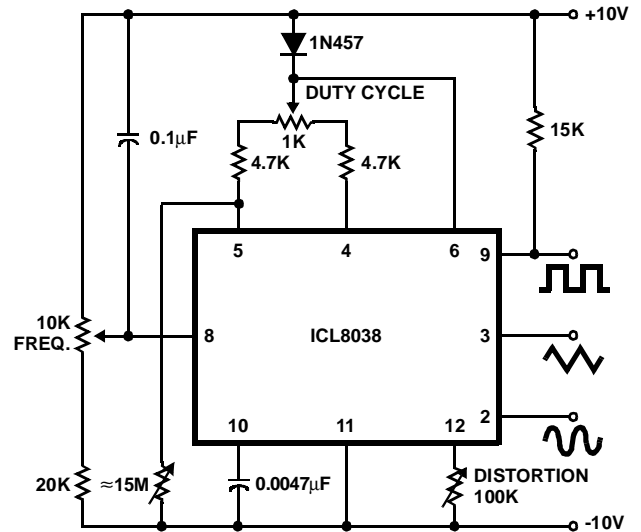 +10V
1N457
DUTY CYCLE
0.1µF
1K
15K
4.7K
4.7K
5
4
6
9
10K
FREQ.
8
ICL8038
3
10
11
12
2
20K
≈15M
0.0047µF
DISTORTION
100K
-10V